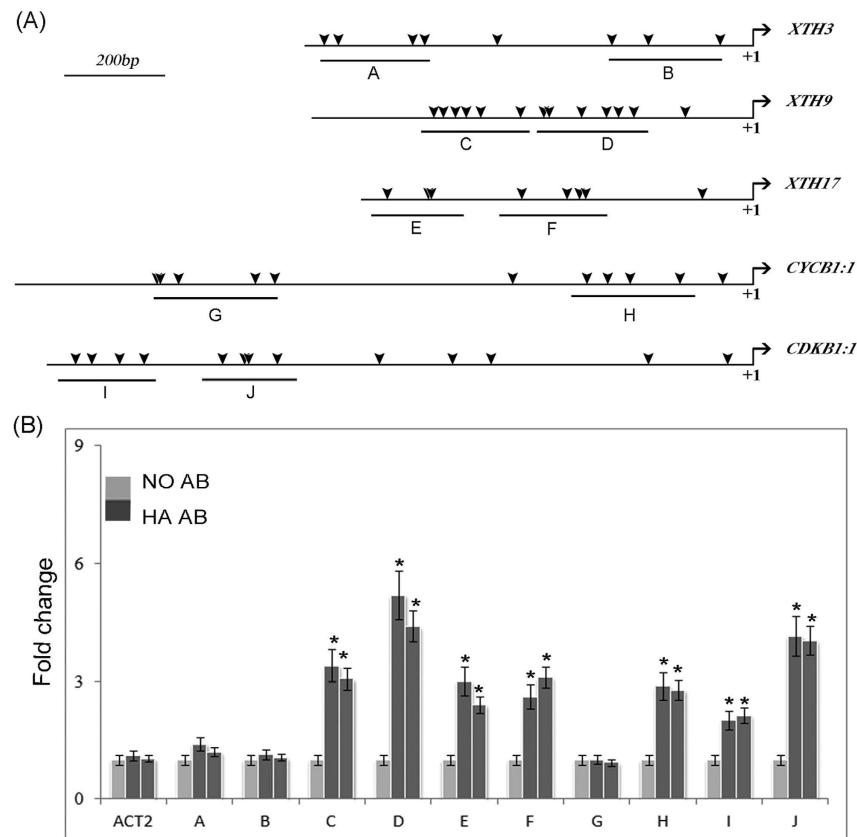 (A)
XTH3
200bp
+1
A
B
XTH9
+1
C
D
XTH17
+1
E
F
CYCB1:1
+1
G
H
CDKB1:1
+1
I
J
(B)
9
NO AB
HA AB
6
Fold change
3
0
* * * * * * * * * * * * * *
ACT2 A B C D E F G H I J